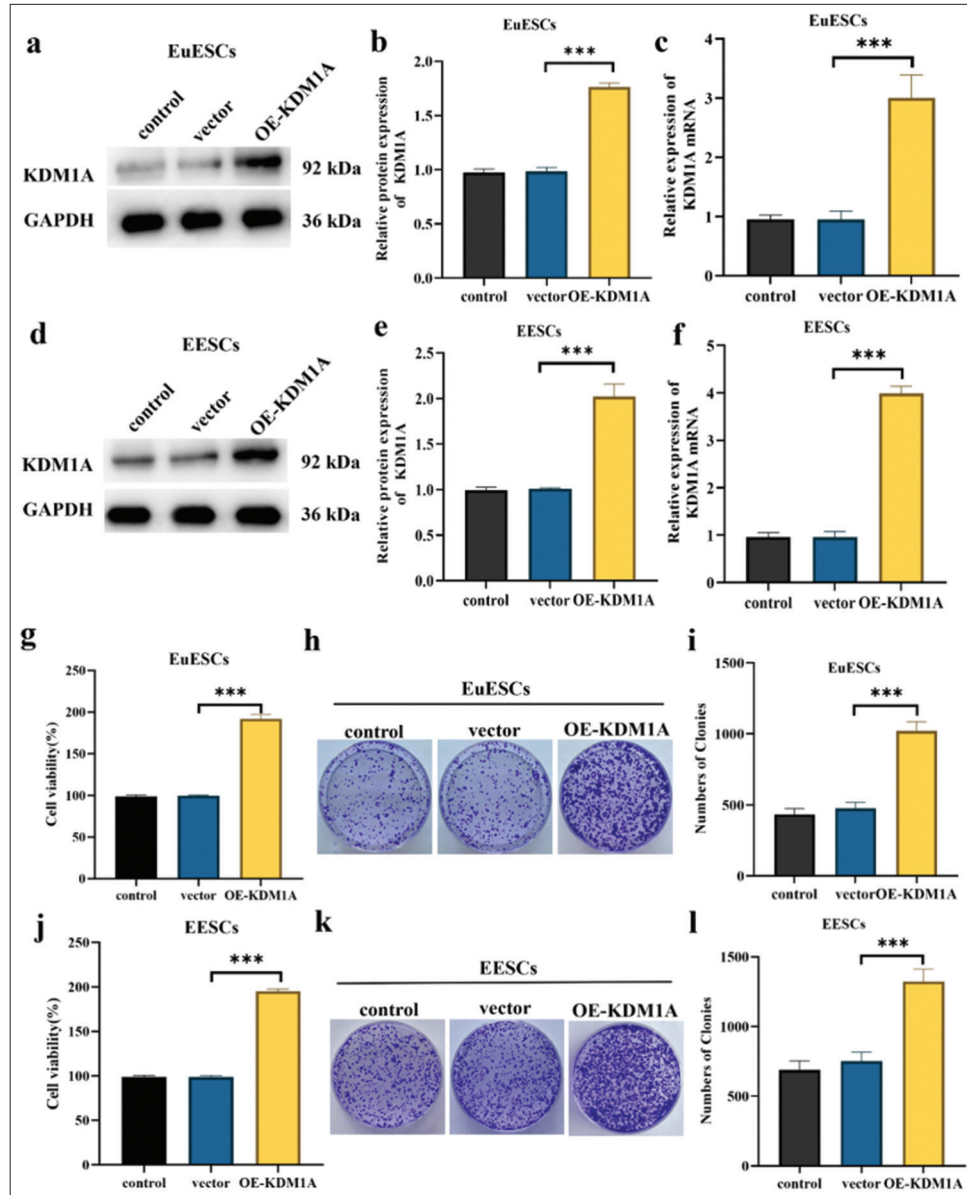 a
EuESCs
control
vector
OE-KDM1A
KDM1A
92 kDa
GAPDH
36 kDa
b
EuESCs
***
Relative protein expression
of KDM1A
2.0
1.5
1.0
0.5
0.0
control
vector
OE-KDM1A
c
EuESCs
***
Relative expression of
KDM1A mRNA
4
3
2
1
0
control
vector
OE-KDM1A
d
EESCs
control
vector
OE-KDM1A
KDM1A
92 kDa
GAPDH
36 kDa
e
EESCs
***
Relative protein expression
of KDM1A
2.5
2.0
1.5
1.0
0.5
0.0
control
vector
OE-KDM1A
f
EESCs
***
Relative expression of
KDM1A mRNA
5
4
3
2
1
0
control
vector
OE-KDM1A
g
EuESCs
***
Cell viability(%)
250
200
150
100
50
0
control
vector
OE-KDM1A
h
EuESCs
control
vector
OE-KDM1A
i
EuESCs
***
Numbers of Clonies
1500
1000
500
0
control
vector
OE-KDM1A
j
EESCs
***
Cell viability(%)
250
200
150
100
50
0
control
vector
OE-KDM1A
k
EESCs
control
vector
OE-KDM1A
l
EESCs
***
Numbers of Clonies
1500
1000
500
0
control
vector
OE-KDM1A